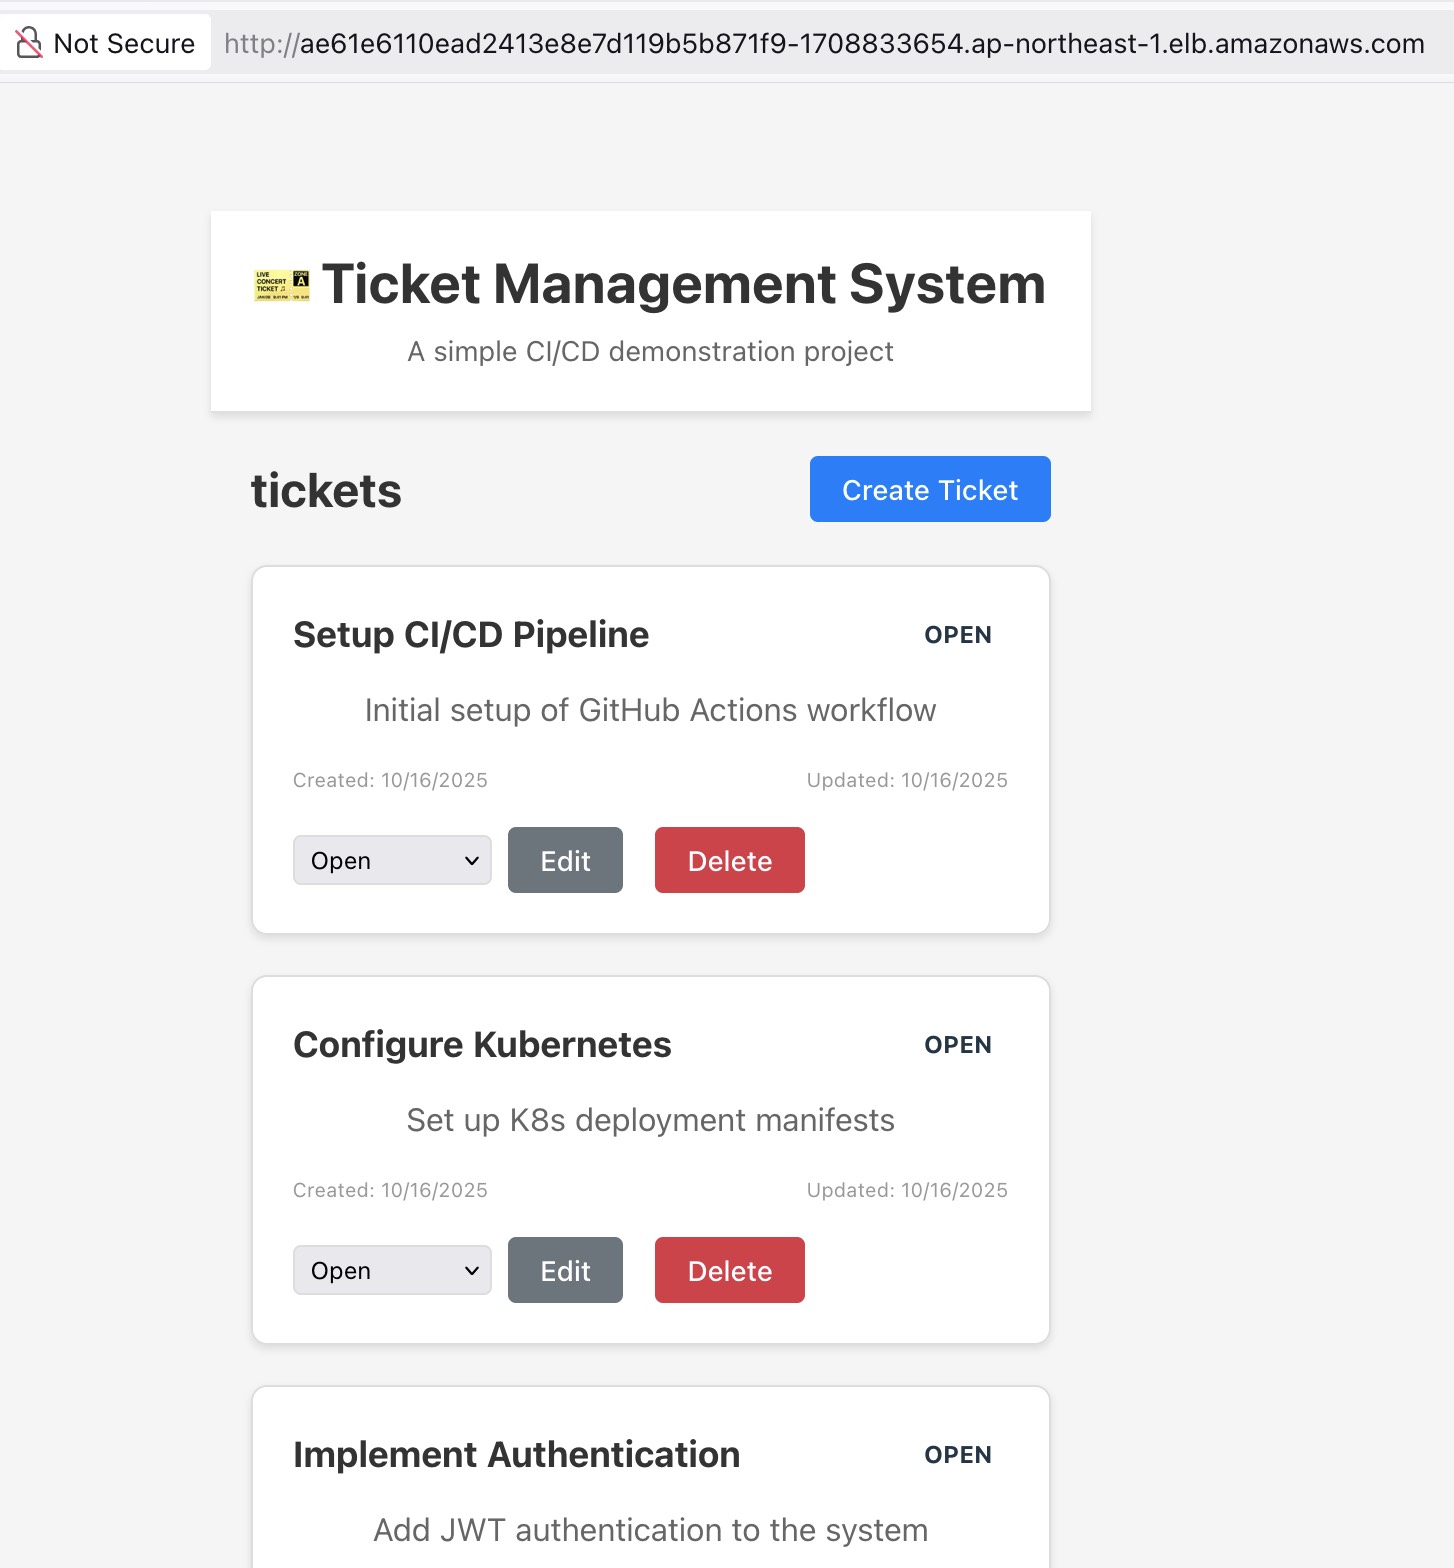 Not Secure http://ae61e6110ead2413e8e7d119b5b871f9-1708833654.ap-northeast-1.elb.amazonaws.com
🎫 Ticket Management System
A simple CI/CD demonstration project
tickets Create Ticket
Setup CI/CD Pipeline OPEN
Initial setup of GitHub Actions workflow
Created: 10/16/2025 Updated: 10/16/2025
Open Edit Delete
Configure Kubernetes OPEN
Set up K8s deployment manifests
Created: 10/16/2025 Updated: 10/16/2025
Open Edit Delete
Implement Authentication OPEN
Add JWT authentication to the system